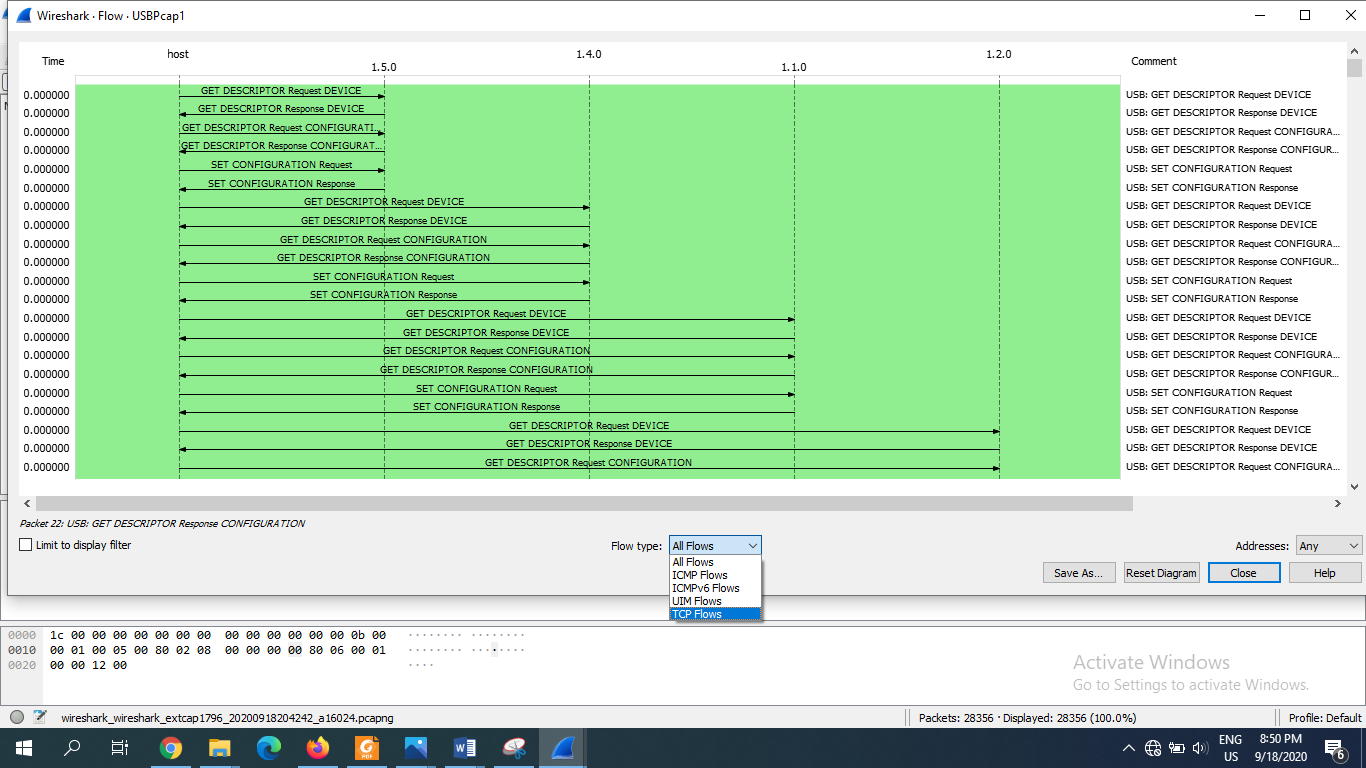 Wireshark · Flow · USBPcap1
Time
host
1.5.0
1.4.0
1.1.0
1.2.0
Comment
0.000000 GET DESCRIPTOR Request DEVICE USB: GET DESCRIPTOR Request DEVICE
0.000000 GET DESCRIPTOR Response DEVICE USB: GET DESCRIPTOR Response DEVICE
0.000000 GET DESCRIPTOR Request CONFIGURATI... USB: GET DESCRIPTOR Request CONFIGURA...
0.000000 GET DESCRIPTOR Response CONFIGURAT... USB: GET DESCRIPTOR Response CONFIGUR...
0.000000 SET CONFIGURATION Request USB: SET CONFIGURATION Request
0.000000 SET CONFIGURATION Response USB: SET CONFIGURATION Response
0.000000 GET DESCRIPTOR Request DEVICE USB: GET DESCRIPTOR Request DEVICE
0.000000 GET DESCRIPTOR Response DEVICE USB: GET DESCRIPTOR Response DEVICE
0.000000 GET DESCRIPTOR Request CONFIGURATION USB: GET DESCRIPTOR Request CONFIGURA...
0.000000 GET DESCRIPTOR Response CONFIGURATION USB: GET DESCRIPTOR Response CONFIGUR...
0.000000 SET CONFIGURATION Request USB: SET CONFIGURATION Request
0.000000 SET CONFIGURATION Response USB: SET CONFIGURATION Response
0.000000 GET DESCRIPTOR Request DEVICE USB: GET DESCRIPTOR Request DEVICE
0.000000 GET DESCRIPTOR Response DEVICE USB: GET DESCRIPTOR Response DEVICE
0.000000 GET DESCRIPTOR Request CONFIGURATION USB: GET DESCRIPTOR Request CONFIGURA...
0.000000 GET DESCRIPTOR Response CONFIGURATION USB: GET DESCRIPTOR Response CONFIGUR...
0.000000 SET CONFIGURATION Request USB: SET CONFIGURATION Request
0.000000 SET CONFIGURATION Response USB: SET CONFIGURATION Response
0.000000 GET DESCRIPTOR Request DEVICE USB: GET DESCRIPTOR Request DEVICE
0.000000 GET DESCRIPTOR Response DEVICE USB: GET DESCRIPTOR Response DEVICE
0.000000 GET DESCRIPTOR Request CONFIGURATION USB: GET DESCRIPTOR Request CONFIGURA...
Packet 22: USB: GET DESCRIPTOR Response CONFIGURATION
Limit to display filter
Flow type: All Flows
Addresses: Any
All Flows
ICMP Flows
ICMPv6 Flows
UIM Flows
TCP Flows
Save As...
Reset Diagram
Close
Help
0000 1c 00 00 00 00 00 00 00 00 00 00 00 00 00 0b 00 ········ ········
0010 00 01 00 05 00 80 02 08 00 00 00 00 80 06 00 01 ········ ········
0020 00 00 12 00 ····
Activate Windows
Go to Settings to activate Windows.
wireshark_wireshark_extcap1796_20200918204242_a16024.pcapng
Packets: 28356 · Displayed: 28356 (100.0%)
Profile: Default
W
PDF
ENG
US
8:50 PM
9/18/2020
6